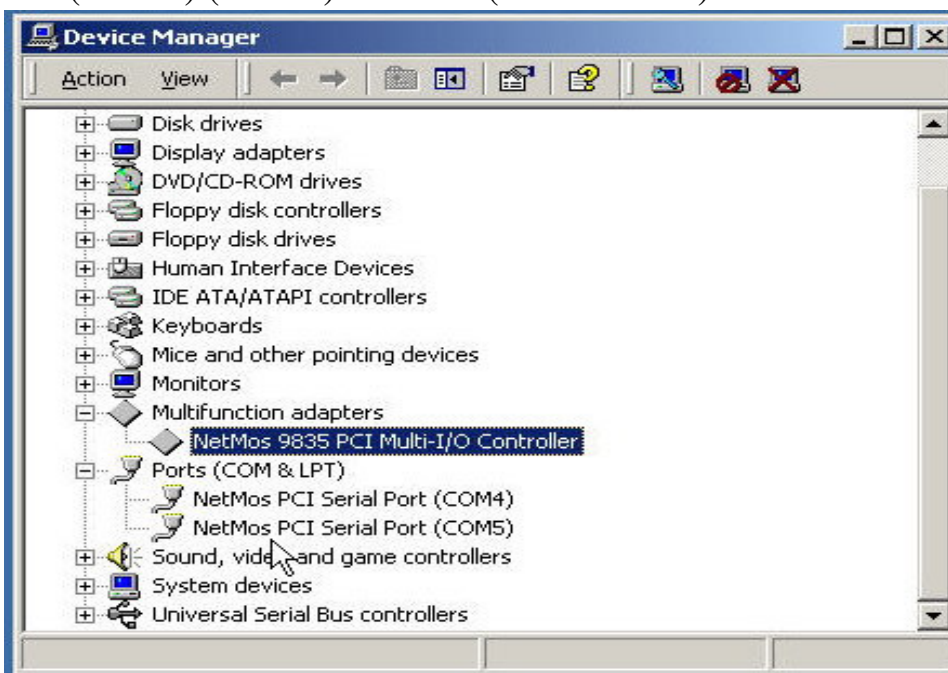 Device Manager
Action View
Disk drives
Display adapters
DVD/CD-ROM drives
Floppy disk controllers
Floppy disk drives
Human Interface Devices
IDE ATA/ATAPI controllers
Keyboards
Mice and other pointing devices
Monitors
Multifunction adapters
NetMos 9835 PCI Multi-I/O Controller
Ports (COM & LPT)
NetMos PCI Serial Port (COM4)
NetMos PCI Serial Port (COM5)
Sound, video and game controllers
System devices
Universal Serial Bus controllers